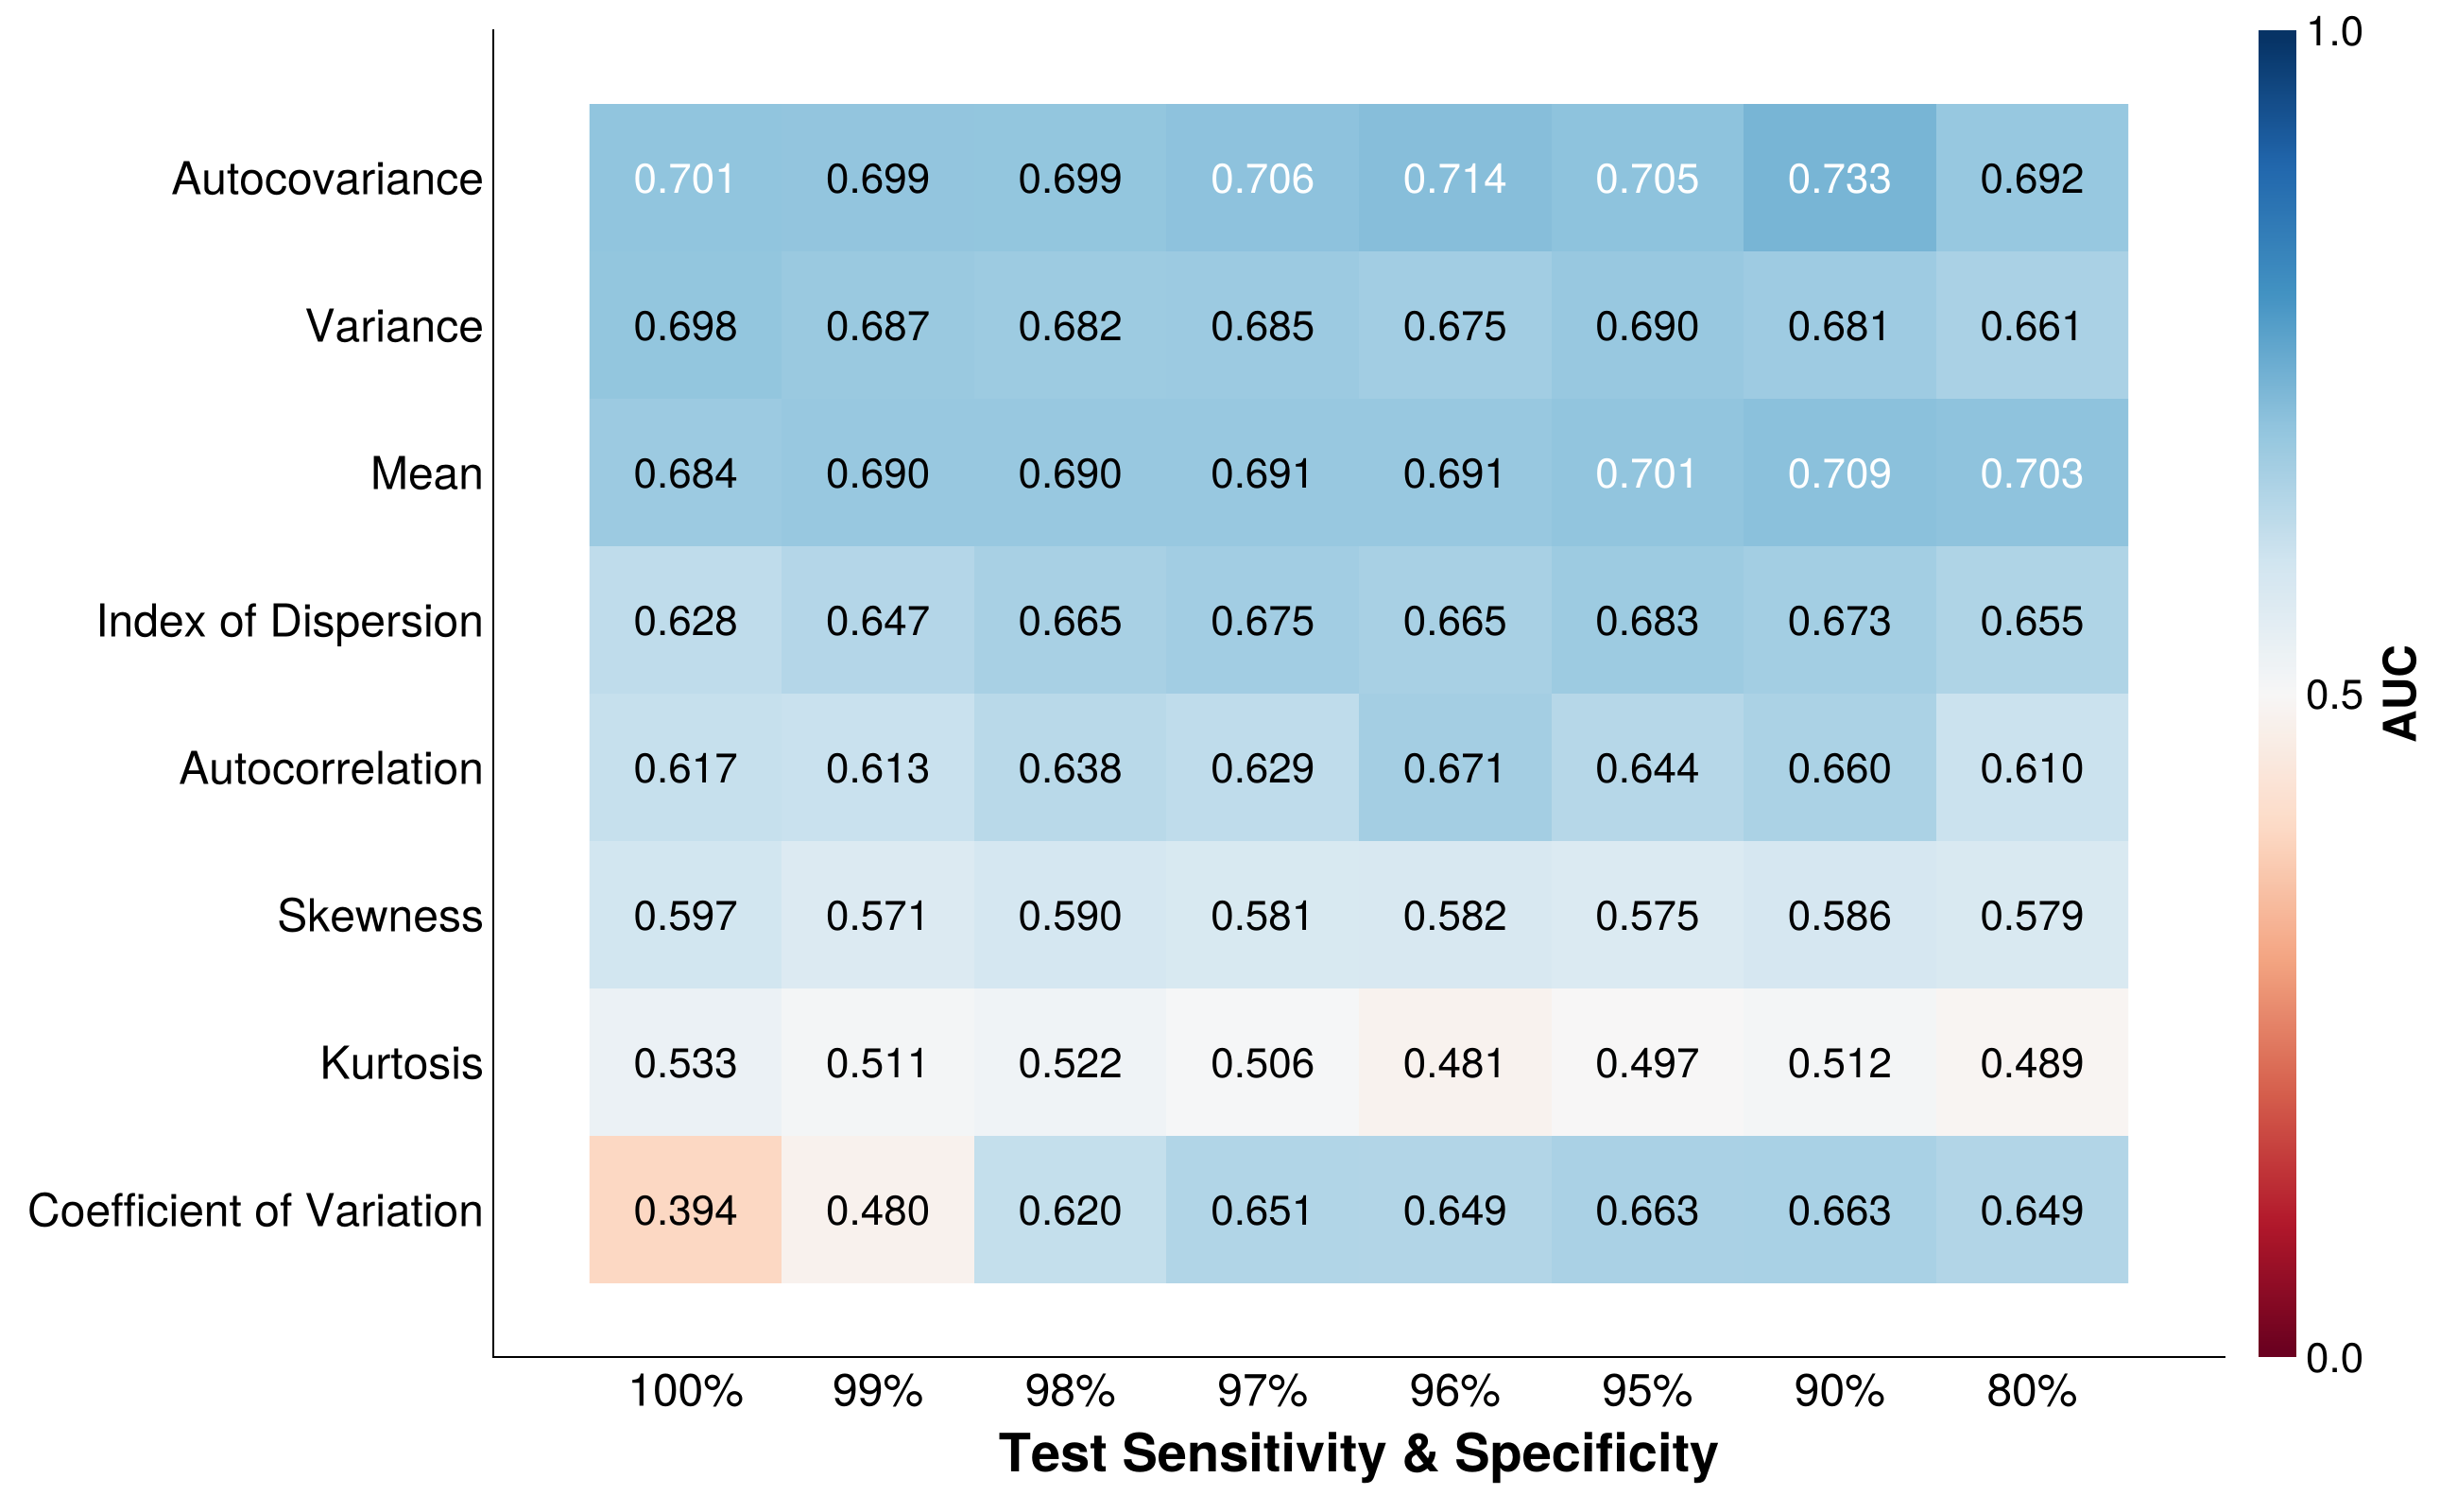 1.0
Autocovariance 0.701 0.699 0.699 0.706 0.714 0.705 0.733 0.692
Variance 0.698 0.687 0.682 0.685 0.675 0.690 0.681 0.661
Mean 0.684 0.690 0.690 0.691 0.691 0.701 0.709 0.703
Index of Dispersion 0.628 0.647 0.665 0.675 0.665 0.683 0.673 0.655
0.5
AUC
Autocorrelation 0.617 0.613 0.638 0.629 0.671 0.644 0.660 0.610
Skewness 0.597 0.571 0.590 0.581 0.582 0.575 0.586 0.579
Kurtosis 0.533 0.511 0.522 0.506 0.481 0.497 0.512 0.489
Coefficient of Variation 0.394 0.480 0.620 0.651 0.649 0.663 0.663 0.649
0.0
100% 99% 98% 97% 96% 95% 90% 80%
Test Sensitivity & Specificity